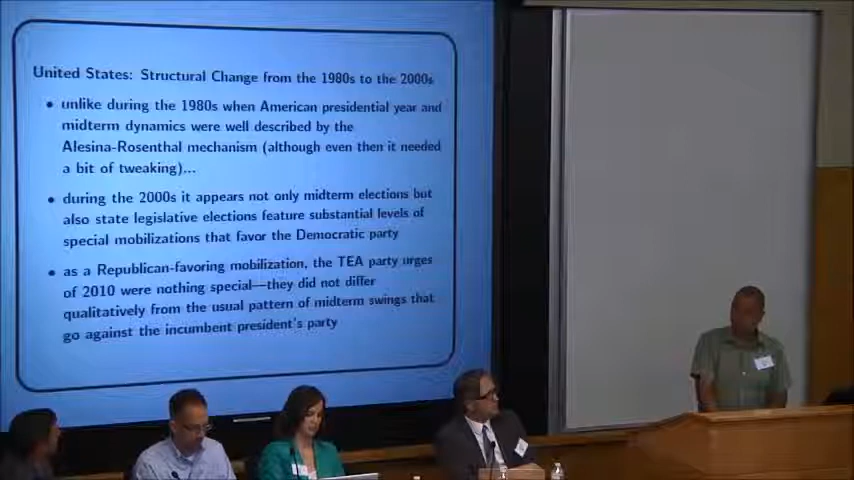 United States: Structural Change from the 1980s to the 2000s
• unlike during the 1980s when American presidential year and
midterm dynamics were well described by the
Alesina-Rosenthal mechanism (although even then it needed
a bit of tweaking)...
• during the 2000s it appears not only midterm elections but
also state legislative elections feature substantial levels of
special mobilizations that favor the Democratic party
• as a Republican-favoring mobilization, the TEA party urges
of 2010 were nothing special—they did not differ
qualitatively from the usual pattern of midterm swings that
go against the incumbent president's party